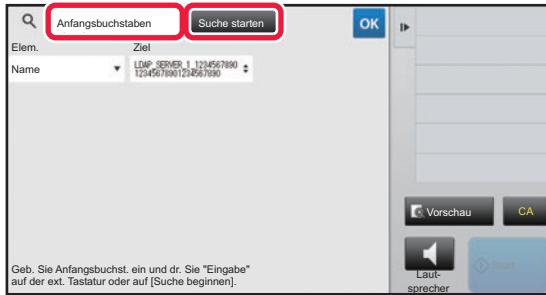 Anfangsbuchstaben
Suche starten
OK
Elem.
Ziel
Name
LDAP_SERVER_1_1234567890
12345678901234567890
Vorschau
CA
Laut-
sprecher
Start
Geb. Sie Anfangsbuchst. ein und dr. Sie "Eingabe"
auf der ext. Tastatur oder auf [Suche beginnen].